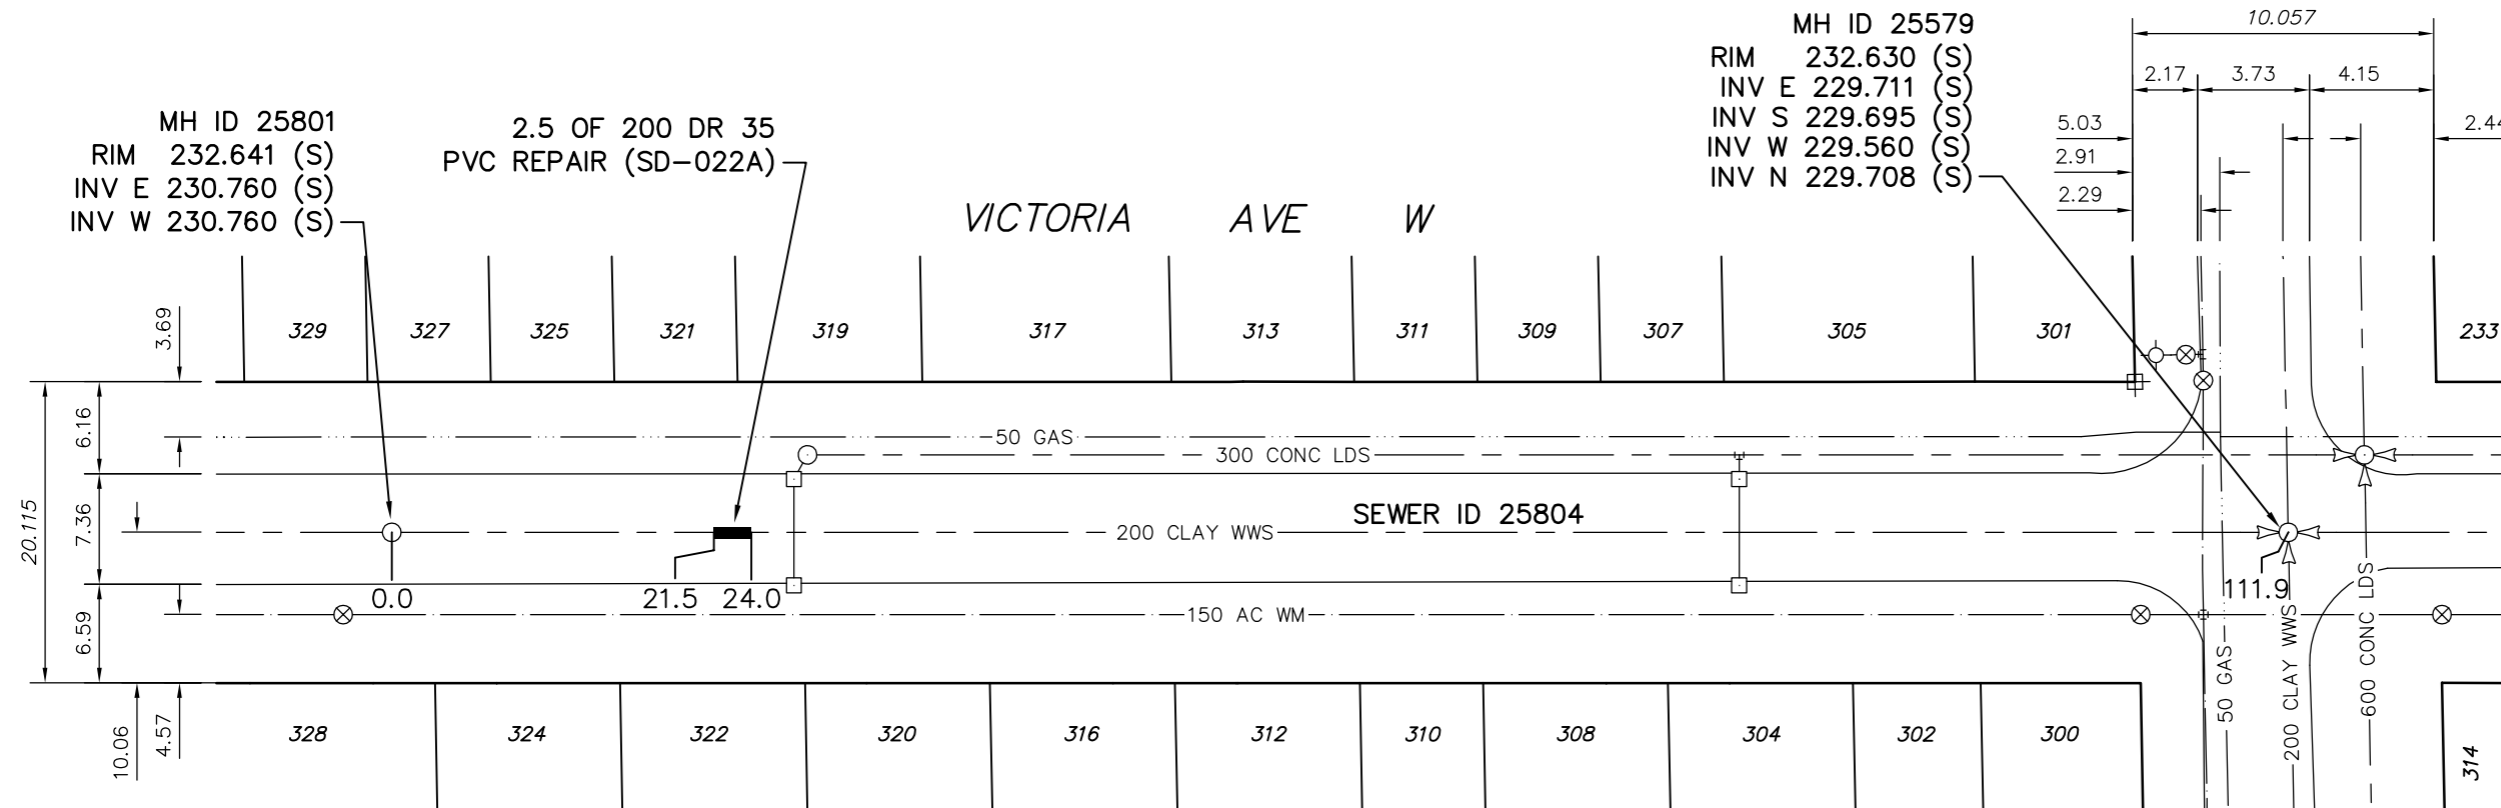 MH ID 25579
RIM 232.630 (S)
INV E 229.711 (S)
INV S 229.695 (S)
INV W 229.560 (S)
INV N 229.708 (S)
10.057
2.17 3.73 4.15
5.03
2.44
2.91
2.29
MH ID 25801
RIM 232.641 (S)
INV E 230.760 (S)
INV W 230.760 (S)
2.5 OF 200 DR 35
PVC REPAIR (SD-022A)
VICTORIA AVE W
3.69
329 327 325 321 319 317 313 311 309 307 305 301 233
6.16
50 GAS
300 CONC LDS
20.115
7.36
SEWER ID 25804
200 CLAY WWS
0.0
21.5 24.0
111.9
6.59
150 AC WM
50 GAS
200 CLAY WWS
600 CONC LDS
10.06
4.57
328 324 322 320 316 312 310 308 304 302 300
314